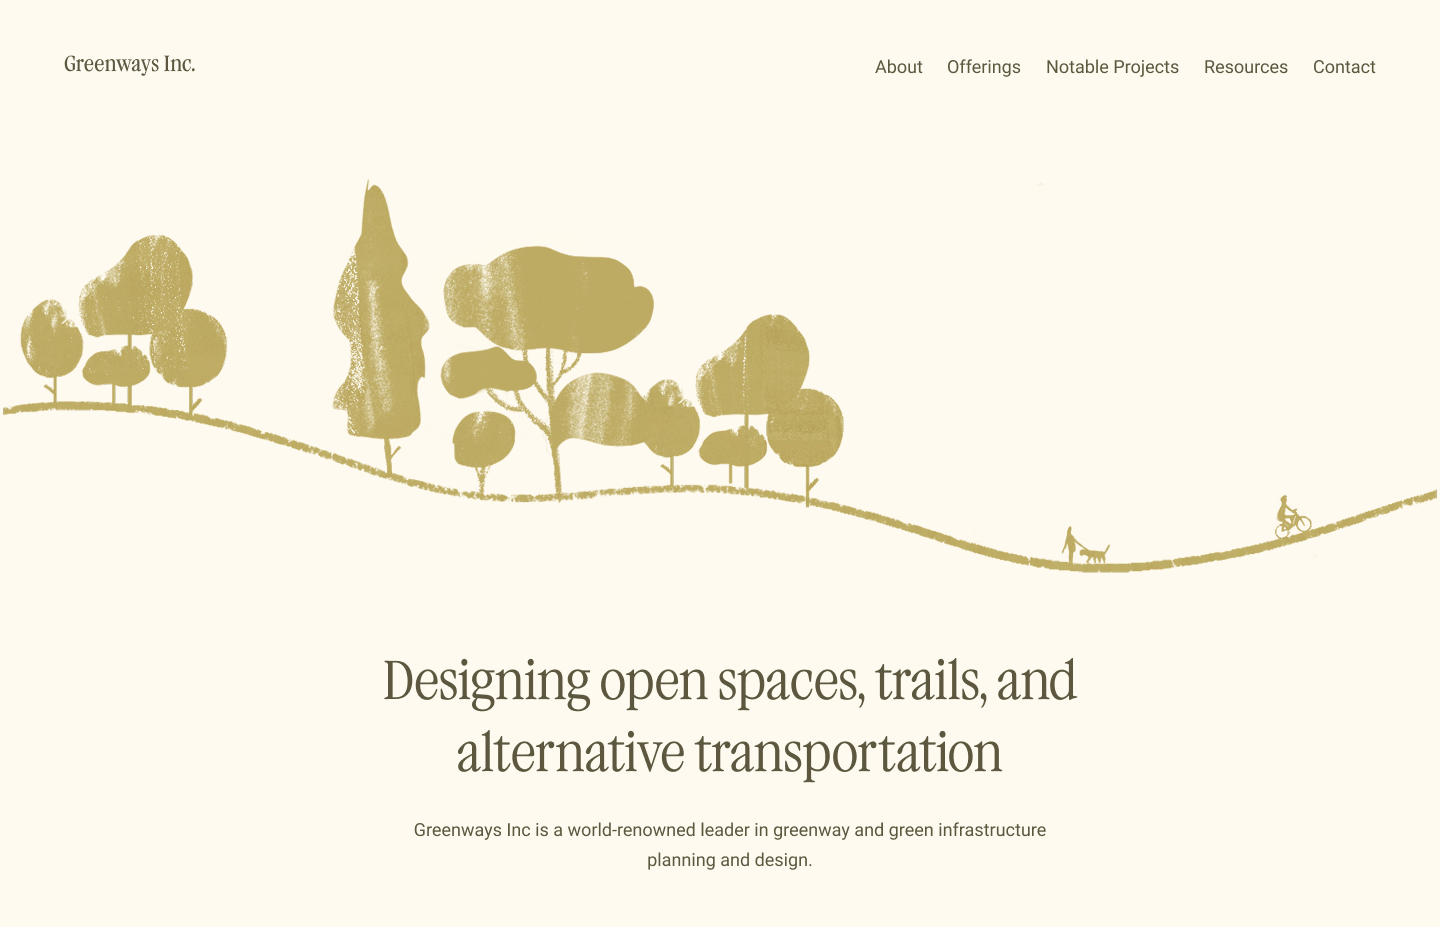 Greenways Inc.
About Offerings Notable Projects Resources Contact
Designing open spaces, trails, and
alternative transportation
Greenways Inc is a world-renowned leader in greenway and green infrastructure
planning and design.